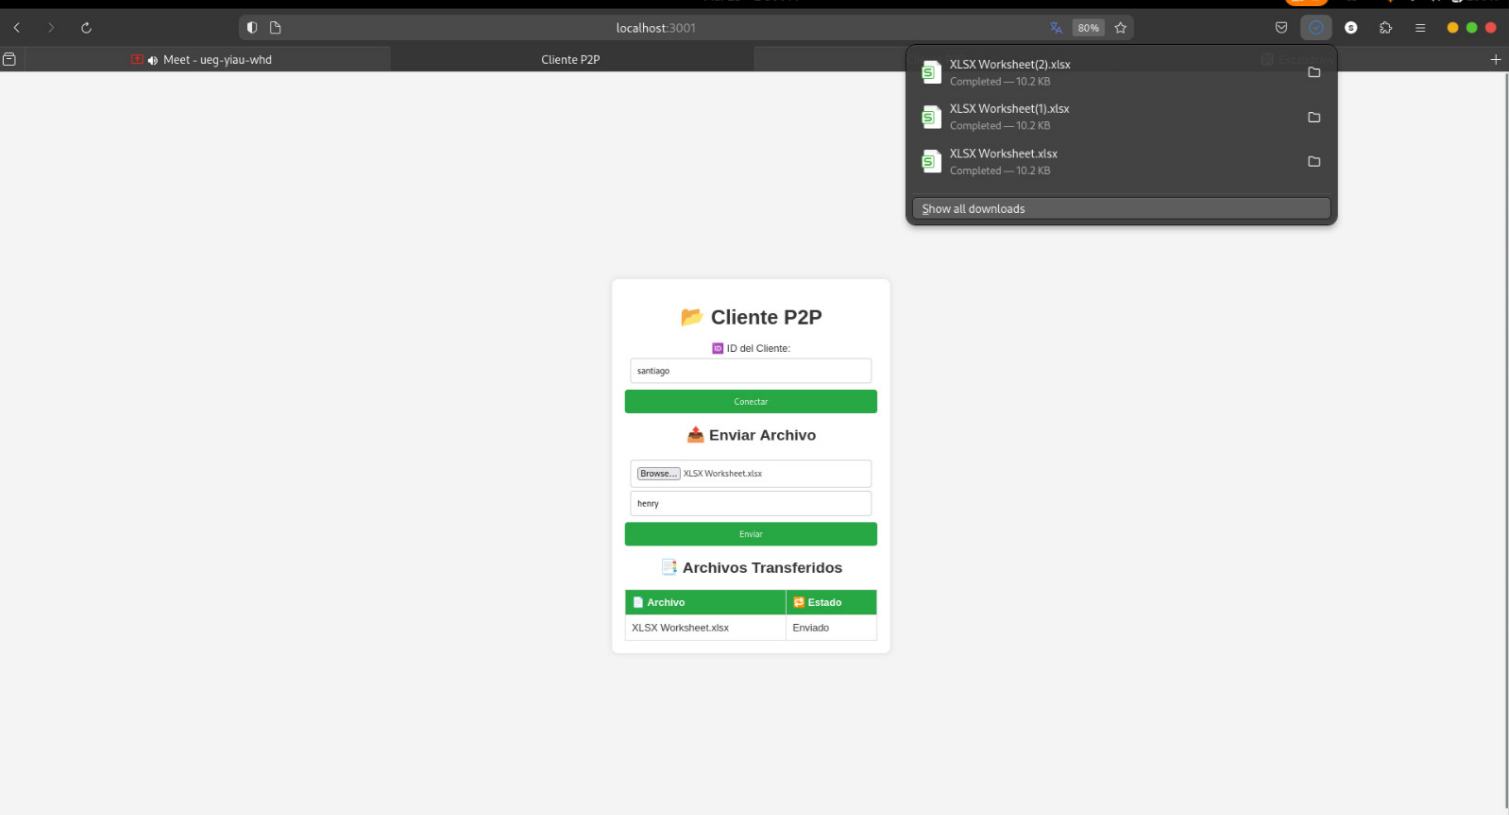 localhost:3001
80%
Meet - ueg-yiau-whd
Cliente P2P
XLSX Worksheet(2).xlsx
Completed — 10.2 KB
XLSX Worksheet(1).xlsx
Completed — 10.2 KB
XLSX Worksheet.xlsx
Completed — 10.2 KB
Show all downloads
Cliente P2P
ID ID del Cliente:
santiago
Conectar
Enviar Archivo
Browse... XLSX Worksheet.xlsx
henry
Enviar
Archivos Transferidos
Archivo Estado
XLSX Worksheet.xlsx Enviado